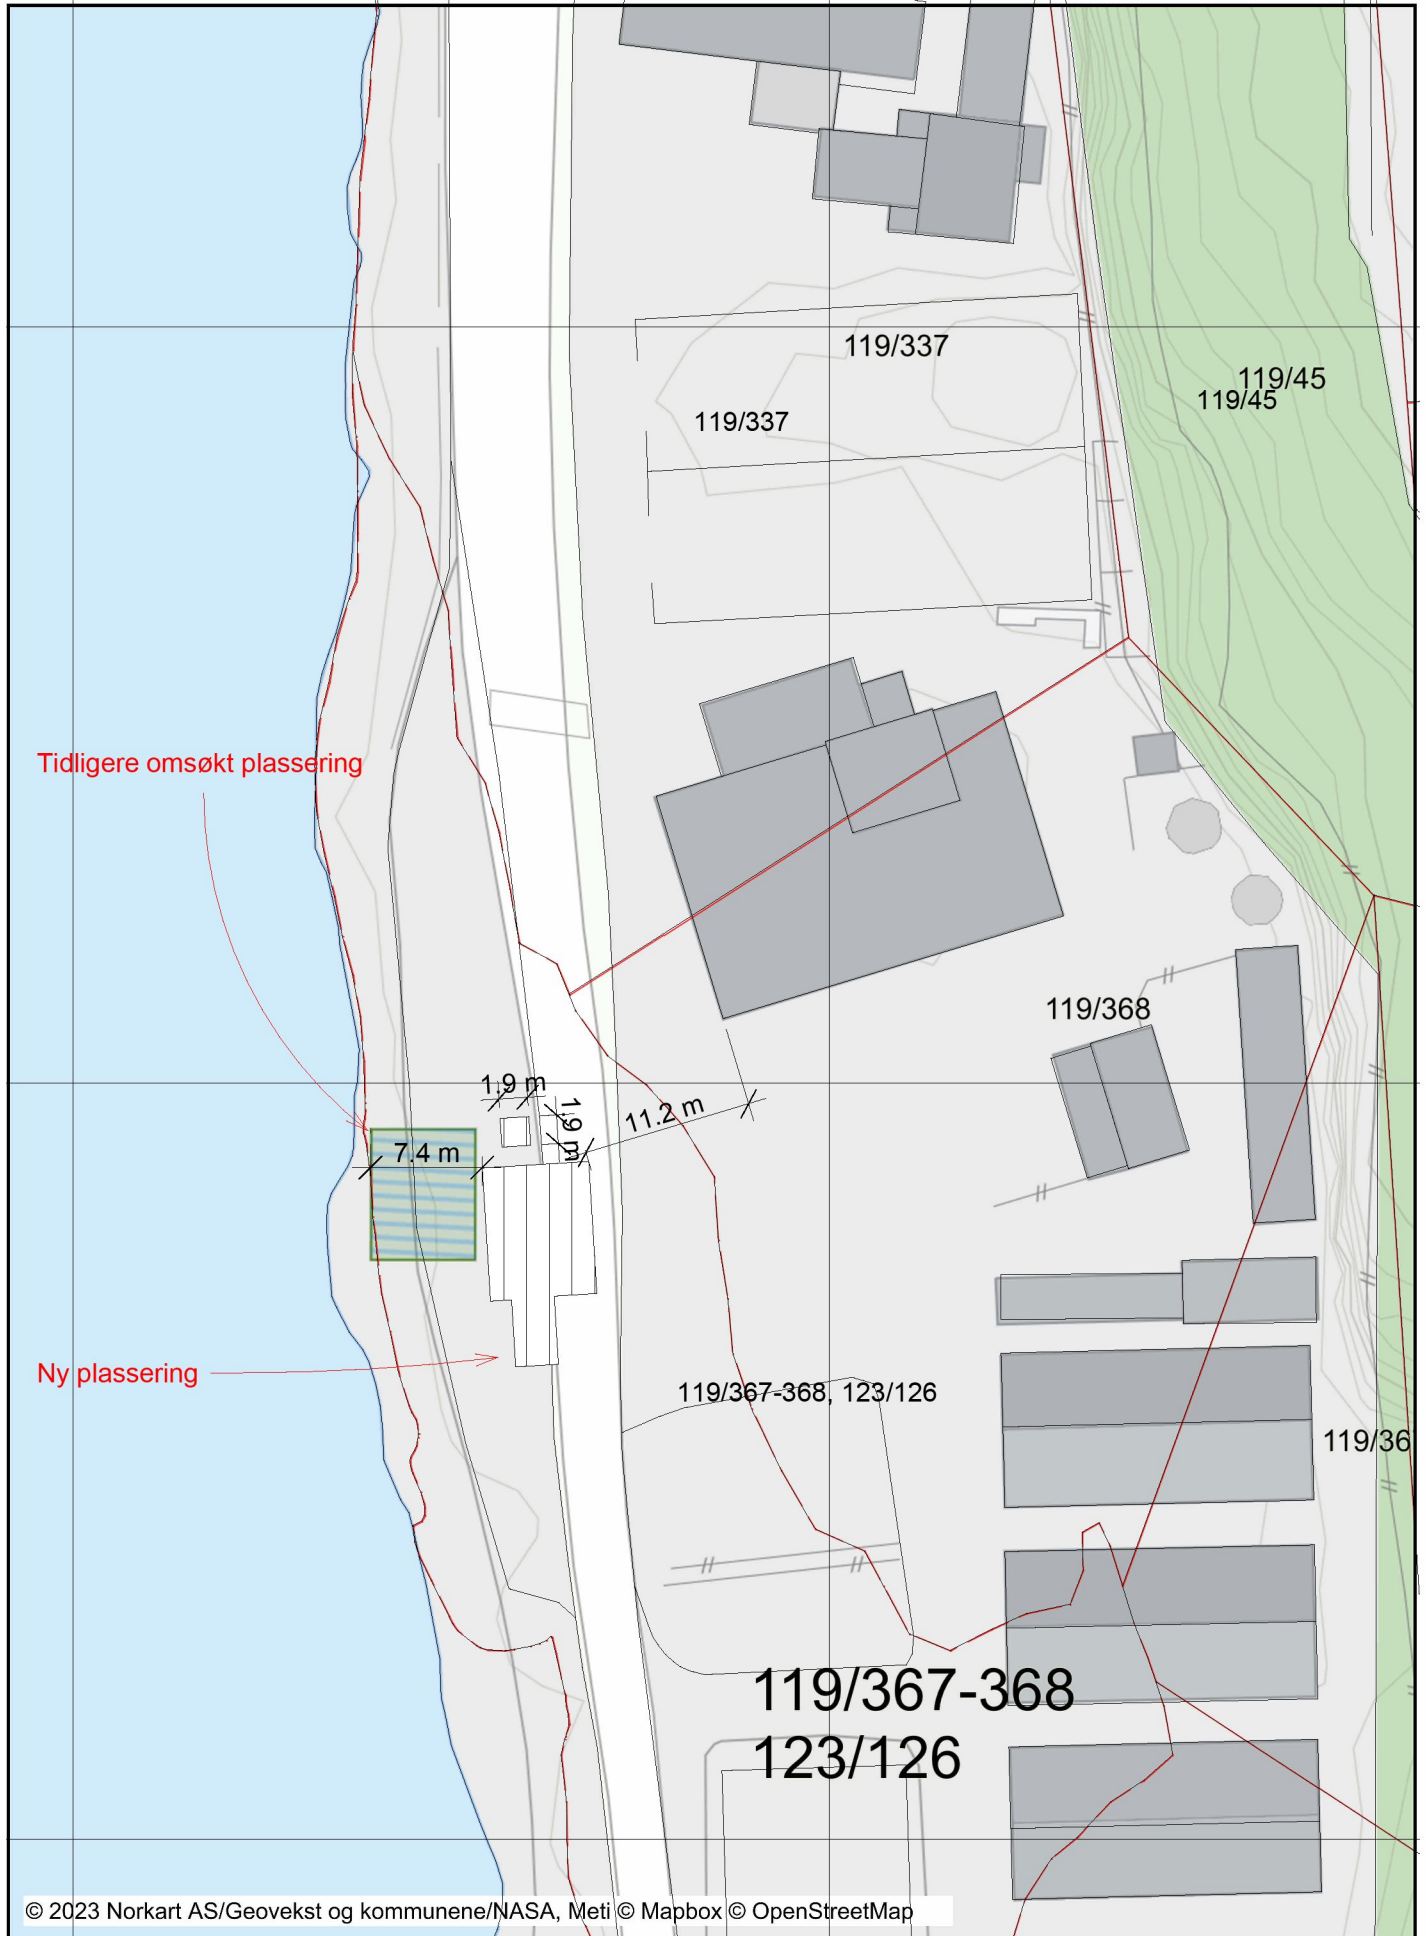 119/337
119/45
119/45
119/337
Tidligere omsøkt plassering
119/368
1.9 m
1.9 m
11.2 m
7.4 m
Ny plassering
119/367-368, 123/126
119/36
119/367-368
123/126
© 2023 Norkart AS/Geovekst og kommunene/NASA, Meti © Mapbox © OpenStreetMap